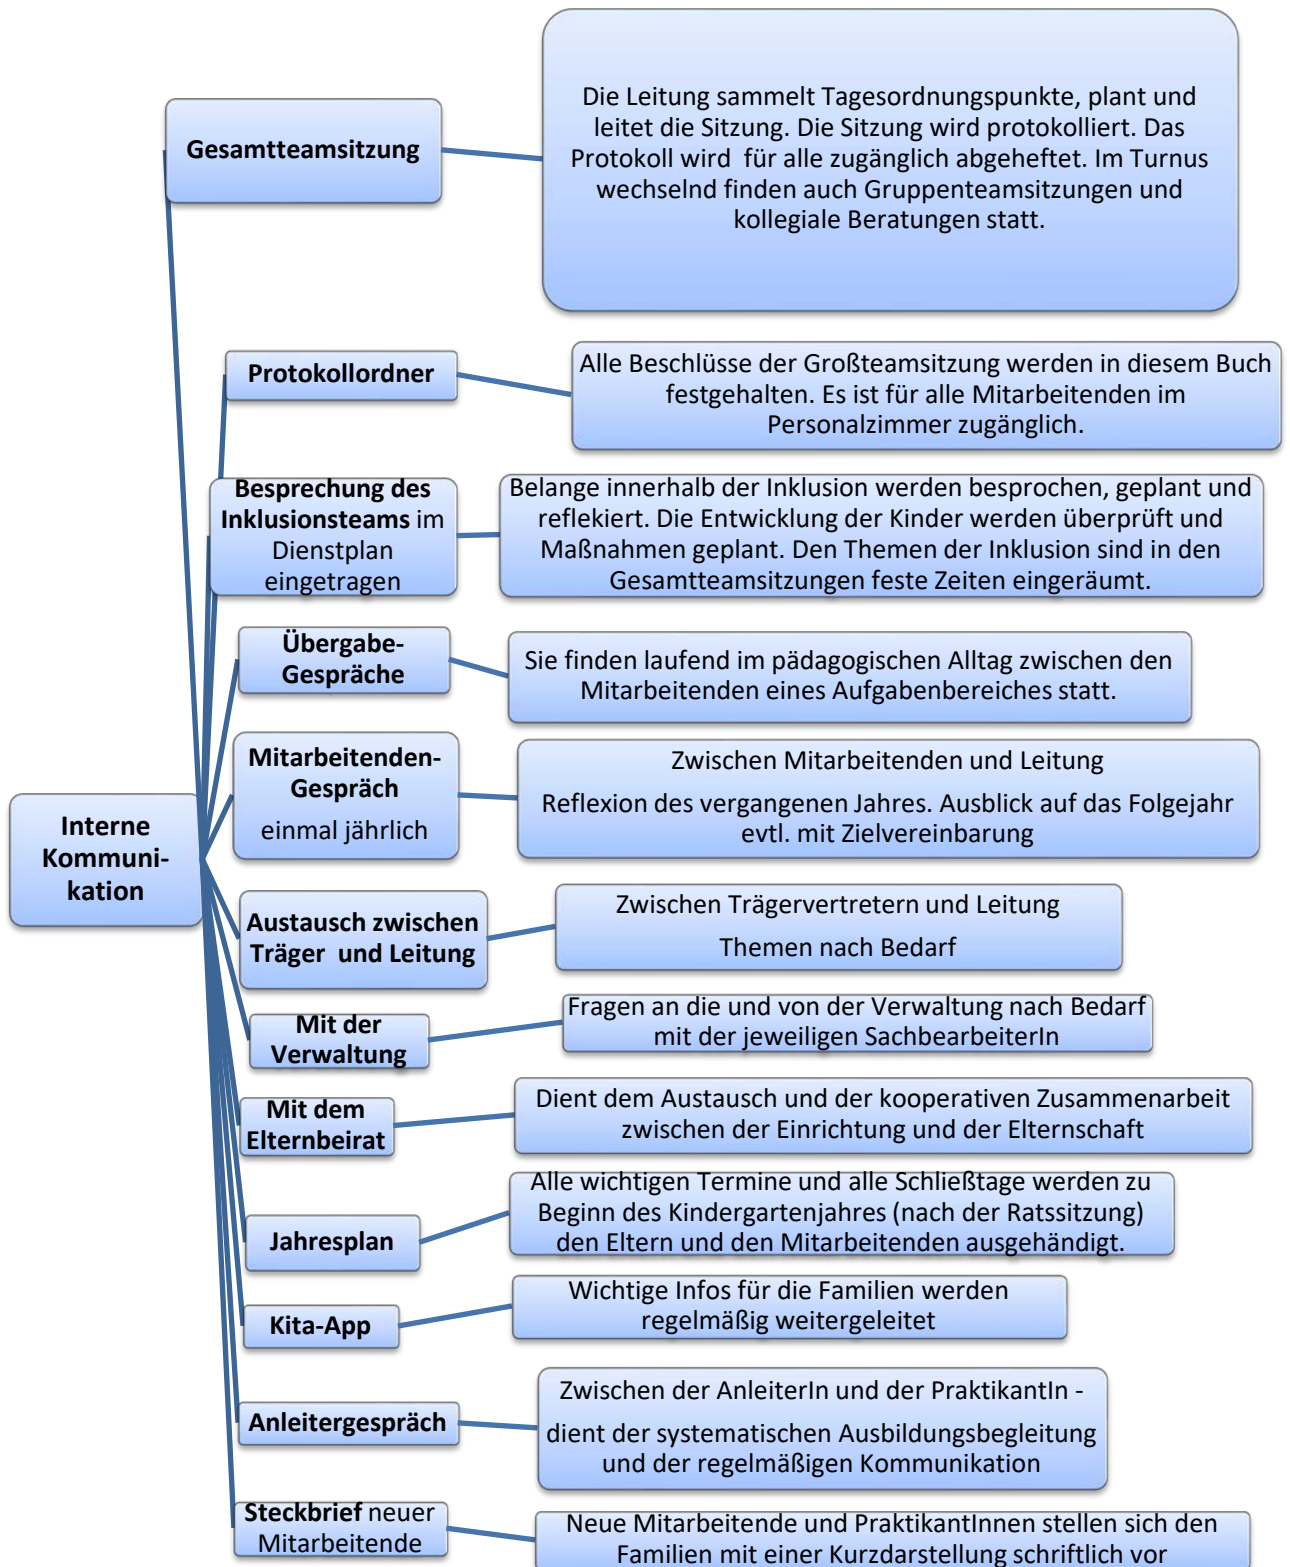 Gesamtteamsitzung
Die Leitung sammelt Tagesordnungspunkte, plant und
leitet die Sitzung. Die Sitzung wird protokolliert. Das
Protokoll wird  für alle zugänglich abgeheftet. Im Turnus
wechselnd finden auch Gruppenteamsitzungen und
kollegiale Beratungen statt.
Protokollordner
Alle Beschlüsse der Großteamsitzung werden in diesem Buch
festgehalten. Es ist für alle Mitarbeitenden im
Personalzimmer zugänglich.
Besprechung des
Inklusionsteams im
Dienstplan
eingetragen
Belange innerhalb der Inklusion werden besprochen, geplant und
reflekiert. Die Entwicklung der Kinder werden überprüft und
Maßnahmen geplant. Den Themen der Inklusion sind in den
Gesamtteamsitzungen feste Zeiten eingeräumt.
Übergabe-
Gespräche
Sie finden laufend im pädagogischen Alltag zwischen den
Mitarbeitenden eines Aufgabenbereiches statt.
Mitarbeitenden-
Gespräch
einmal jährlich
Zwischen Mitarbeitenden und Leitung
Reflexion des vergangenen Jahres. Ausblick auf das Folgejahr
evtl. mit Zielvereinbarung
Interne
Kommuni-
kation
Austausch zwischen
Träger  und Leitung
Zwischen Trägervertretern und Leitung
Themen nach Bedarf
Mit der
Verwaltung
Fragen an die und von der Verwaltung nach Bedarf
mit der jeweiligen SachbearbeiterIn
Mit dem
Elternbeirat
Dient dem Austausch und der kooperativen Zusammenarbeit
zwischen der Einrichtung und der Elternschaft
Jahresplan
Alle wichtigen Termine und alle Schließtage werden zu
Beginn des Kindergartenjahres (nach der Ratssitzung)
den Eltern und den Mitarbeitenden ausgehändigt.
Kita-App
Wichtige Infos für die Familien werden
regelmäßig weitergeleitet
Anleitergespräch
Zwischen der AnleiterIn und der PraktikantIn -
dient der systematischen Ausbildungsbegleitung
und der regelmäßigen Kommunikation
Steckbrief neuer
Mitarbeitende
Neue Mitarbeitende und PraktikantInnen stellen sich den
Familien mit einer Kurzdarstellung schriftlich vor